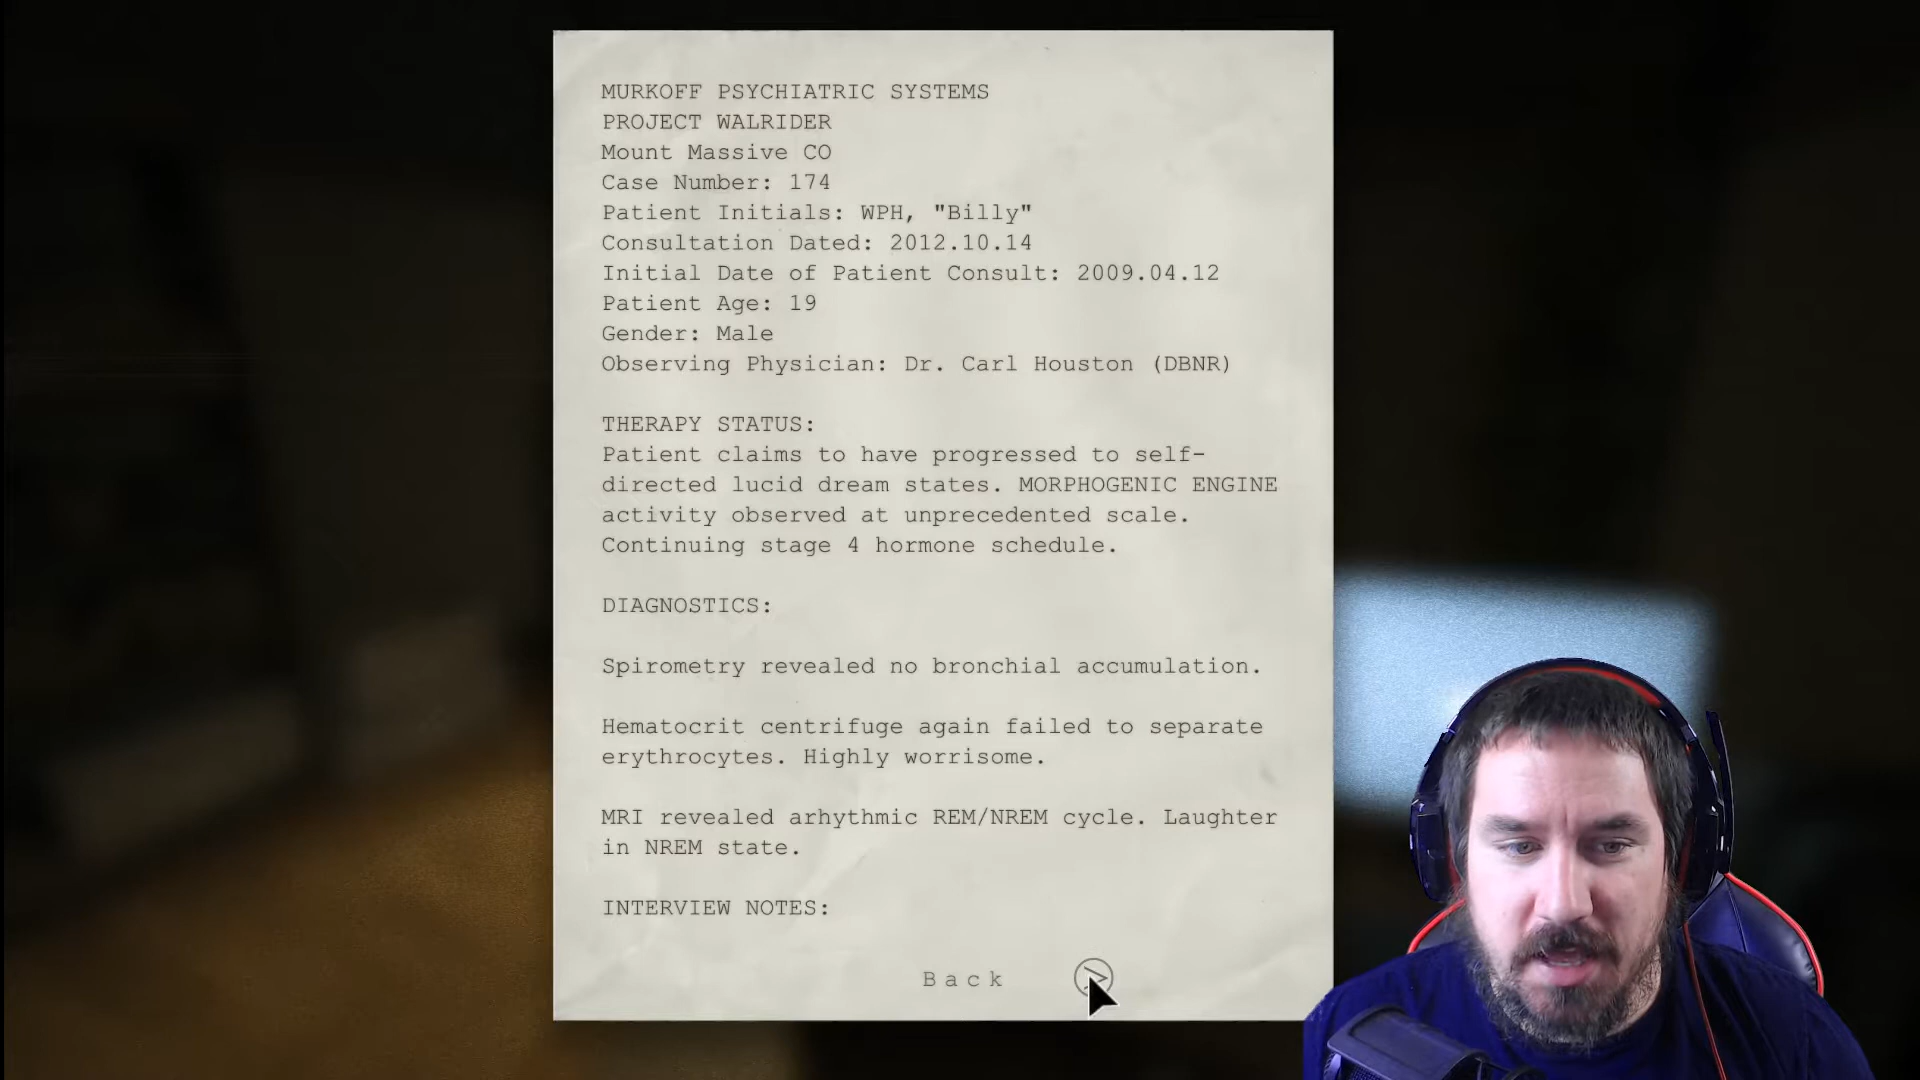 MURKOFF PSYCHIATRIC SYSTEMS
PROJECT WALRIDER
Mount Massive CO
Case Number: 174
Patient Initials: WPH, "Billy"
Consultation Dated: 2012.10.14
Initial Date of Patient Consult: 2009.04.12
Patient Age: 19
Gender: Male
Observing Physician: Dr. Carl Houston (DBNR)
THERAPY STATUS:
Patient claims to have progressed to self-
directed lucid dream states. MORPHOGENIC ENGINE
activity observed at unprecedented scale.
Continuing stage 4 hormone schedule.
DIAGNOSTICS:
Spirometry revealed no bronchial accumulation.
Hematocrit centrifuge again failed to separate
erythrocytes. Highly worrisome.
MRI revealed arhythmic REM/NREM cycle. Laughter
in NREM state.
INTERVIEW NOTES:
Back